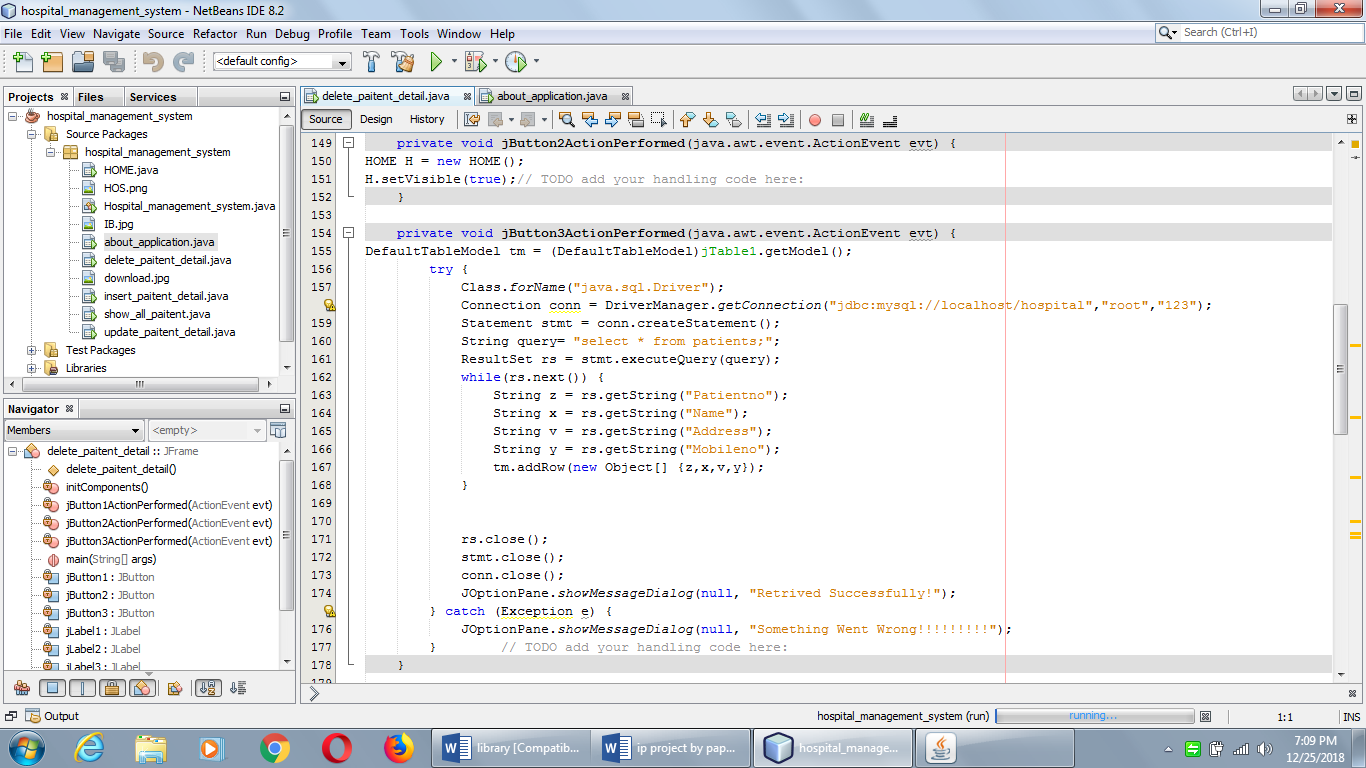 hospital_management_system - NetBeans IDE 8.2
File Edit View Navigate Source Refactor Run Debug Profile Team Tools Window Help
Search (Ctrl+I)
<default config>
Projects Files Services
hospital_management_system
Source Packages
hospital_management_system
HOME.java
HOS.png
Hospital_management_system.java
IB.jpg
about_application.java
delete_paitent_detail.java
download.jpg
insert_paitent_detail.java
show_all_paitent.java
update_paitent_detail.java
Test Packages
Libraries
Navigator
Members <empty>
delete_paitent_detail :: JFrame
delete_paitent_detail()
initComponents()
jButton1ActionPerformed(ActionEvent evt)
jButton2ActionPerformed(ActionEvent evt)
jButton3ActionPerformed(ActionEvent evt)
main(String[] args)
jButton1 : JButton
jButton2 : JButton
jButton3 : JButton
jLabel1 : JLabel
jLabel2 : JLabel
jLabel3 : JLabel
delete_paitent_detail.java about_application.java
Source Design History
149 private void jButton2ActionPerformed(java.awt.event.ActionEvent evt) {
150 HOME H = new HOME();
151 H.setVisible(true);// TODO add your handling code here:
152 }
153
154 private void jButton3ActionPerformed(java.awt.event.ActionEvent evt) {
155 DefaultTableModel tm = (DefaultTableModel)jTable1.getModel();
156 try {
157 Class.forName("java.sql.Driver");
Connection conn = DriverManager.getConnection("jdbc:mysql://localhost/hospital","root","123");
159 Statement stmt = conn.createStatement();
160 String query= "select * from patients;";
161 ResultSet rs = stmt.executeQuery(query);
162 while(rs.next()) {
163 String z = rs.getString("Patientno");
164 String x = rs.getString("Name");
165 String v = rs.getString("Address");
166 String y = rs.getString("Mobileno");
167 tm.addRow(new Object[] {z,x,v,y});
168 }
169
170
171 rs.close();
172 stmt.close();
173 conn.close();
174 JOptionPane.showMessageDialog(null, "Retrived Successfully!");
} catch (Exception e) {
176 JOptionPane.showMessageDialog(null, "Something Went Wrong!!!!!!!!!");
177 } // TODO add your handling code here:
178 }
179
Output
hospital_management_system (run) running... 1:1 INS
library [Compatib... ip project by pap... hospital_manage...
7:09 PM
12/25/2018